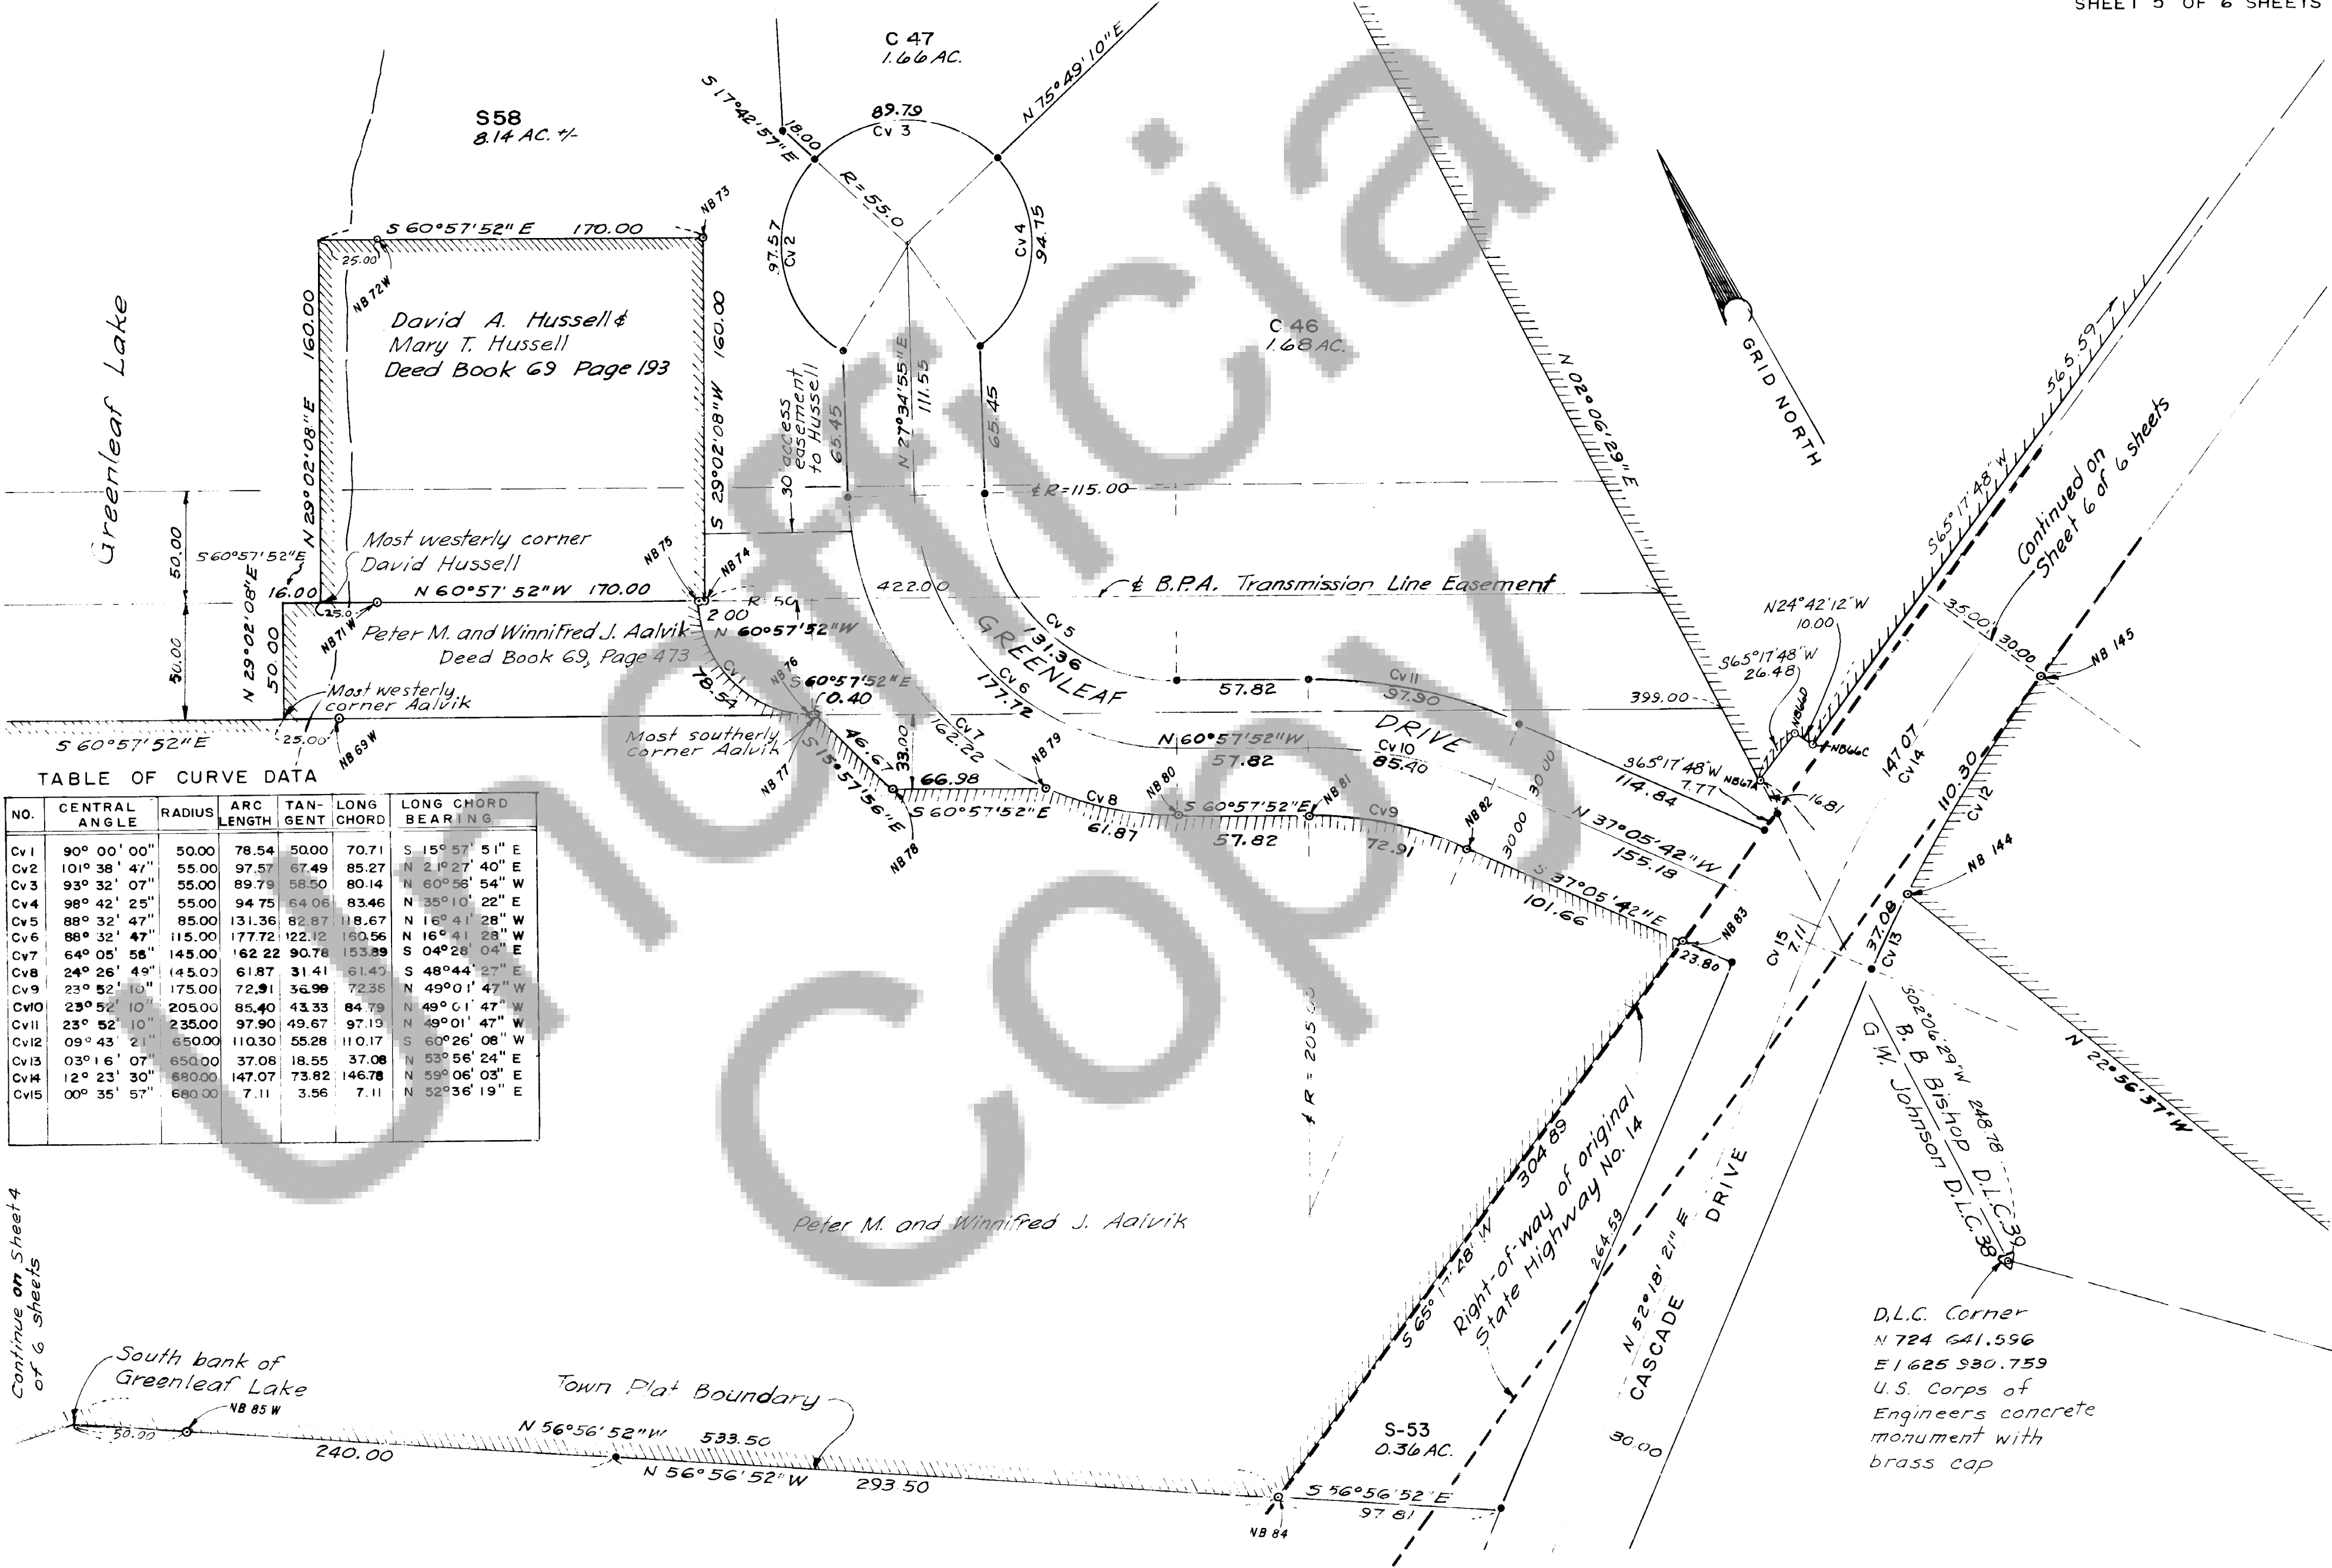 SHEET 5 OF 6 SHEETS
C 47
1.66 AC.
N 75°49'10"E
S 17°42'57"E
18.00
89.79
Cv 3
S58
8.14 AC. +/-
R=55.0
97.57
Cv 2
Cv 4
94.75
NB 73
S 60°57'52"E 170.00
25.00'
NB 72W
Greenleaf Lake
N 29°02'08"E 160.00
David A. Hussell &
Mary T. Hussell
Deed Book 69 Page 193
S 29°02'08"W 160.00
30' access
easement
to Hussell
65.45
N 27°34'55"E
111.55
65.45
C 46
1.68 AC.
N 02°06'29"E
GRID NORTH
565.59
S65°17'48"W
Continued on
Sheet 6 of 6 sheets
₵ R=115.00
50.00
50.00
S60°57'52"E
16.00
N 29°02'08"E
50.00
Most westerly corner
David Hussell
N 60°57'52"W 170.00
25.0
NB 71W
NB 75
NB 74
2.00
R=50
N 60°57'52"W
422.00
₵ B.P.A. Transmission Line Easement
Peter M. and Winnifred J. Aalvik
Deed Book 69, Page 473
Most westerly
corner Aalvik
Cv 1
78.54
NB 76
S 60°57'52"E
10.40
Most southerly
corner Aalvik
NB 77
46.67
S 15°57'56"E
33.00
66.98
S 60°57'52"E
NB 78
NB 79
Cv 5
131.36
GREENLEAF
Cv 6
177.72
Cv 7
162.22
57.82
Cv 11
97.90
399.00
DRIVE
N 60°57'52"W
57.82
Cv 10
85.40
NB 80
S 60°57'52"E
57.82
NB 81
Cv 8
61.87
Cv9
72.91
NB 82
30.00
30.00
N24°42'12"W
10.00
S65°17'48"W
26.48
NB66D
NB66C
NB67A
S65°17'48"W
7.77
114.84
16.81
N 37°05'42"W
155.18
S 37°05'42"E
101.66
NB 83
23.80
35.00
30.00
NB 145
147.07
Cv 14
110.30
Cv 12
NB 144
37.08
Cv 13
Cv 15
7.11
S 60°57'52"E
25.00'
NB 69W
TABLE OF CURVE DATA
NO. CENTRAL ANGLE RADIUS ARC LENGTH TAN-GENT LONG CHORD LONG CHORD BEARING
Cv 1 90° 00' 00" 50.00 78.54 50.00 70.71 S 15° 57' 51" E
Cv2 101° 38' 47" 55.00 97.57 67.49 85.27 N 21° 27' 40" E
Cv 3 93° 32' 07" 55.00 89.79 58.50 80.14 N 60° 56' 54" W
Cv 4 98° 42' 25" 55.00 94.75 64.06 83.46 N 35° 10' 22" E
Cv 5 88° 32' 47" 85.00 131.36 82.87 118.67 N 16° 41' 28" W
Cv 6 88° 32' 47" 115.00 177.72 122.12 160.56 N 16° 41' 28" W
Cv7 64° 05' 58" 145.00 162.22 90.78 153.89 S 04° 28' 04" E
Cv8 24° 26' 49" 145.00 61.87 31.41 61.40 S 48° 44' 27" E
Cv 9 23° 52' 10" 175.00 72.91 36.99 72.38 N 49° 01' 47" W
Cv10 23° 52' 10" 205.00 85.40 43.33 84.79 N 49° 01' 47" W
Cv11 23° 52' 10" 235.00 97.90 49.67 97.19 N 49° 01' 47" W
Cv12 09° 43' 21" 650.00 110.30 55.28 110.17 S 60° 26' 08" W
Cv13 03° 16' 07" 650.00 37.08 18.55 37.08 N 53° 56' 24" E
Cv14 12° 23' 30" 680.00 147.07 73.82 146.78 N 59° 06' 03" E
Cv15 00° 35' 57" 680.00 7.11 3.56 7.11 N 52° 36' 19" E
₵ R = 205.00
S02°06'29"W 248.78
B. B Bishop D.L.C.39
G W. Johnson D.L.C.38
N 22°56'37"W
304.89
S 65°17'48" W
Right-of-way of original
State Highway No. 14
264.59
N 52°18'21" E
CASCADE DRIVE
30.00
Peter M. and Winnifred J. Aalvik
D.L.C. Corner
N 724 641.596
E 1 625 930.759
U.S. Corps of
Engineers concrete
monument with
brass cap
Continue on Sheet 4
of 6 sheets
South bank of
Greenleaf Lake
NB 85 W
50.00
Town Plat Boundary
N 56°56'52"W 533.50
240.00
N 56°56'52"W
293.50
S-53
0.36 AC.
S 56°56'52"E
97.81
NB 84
Unofficial
Copy